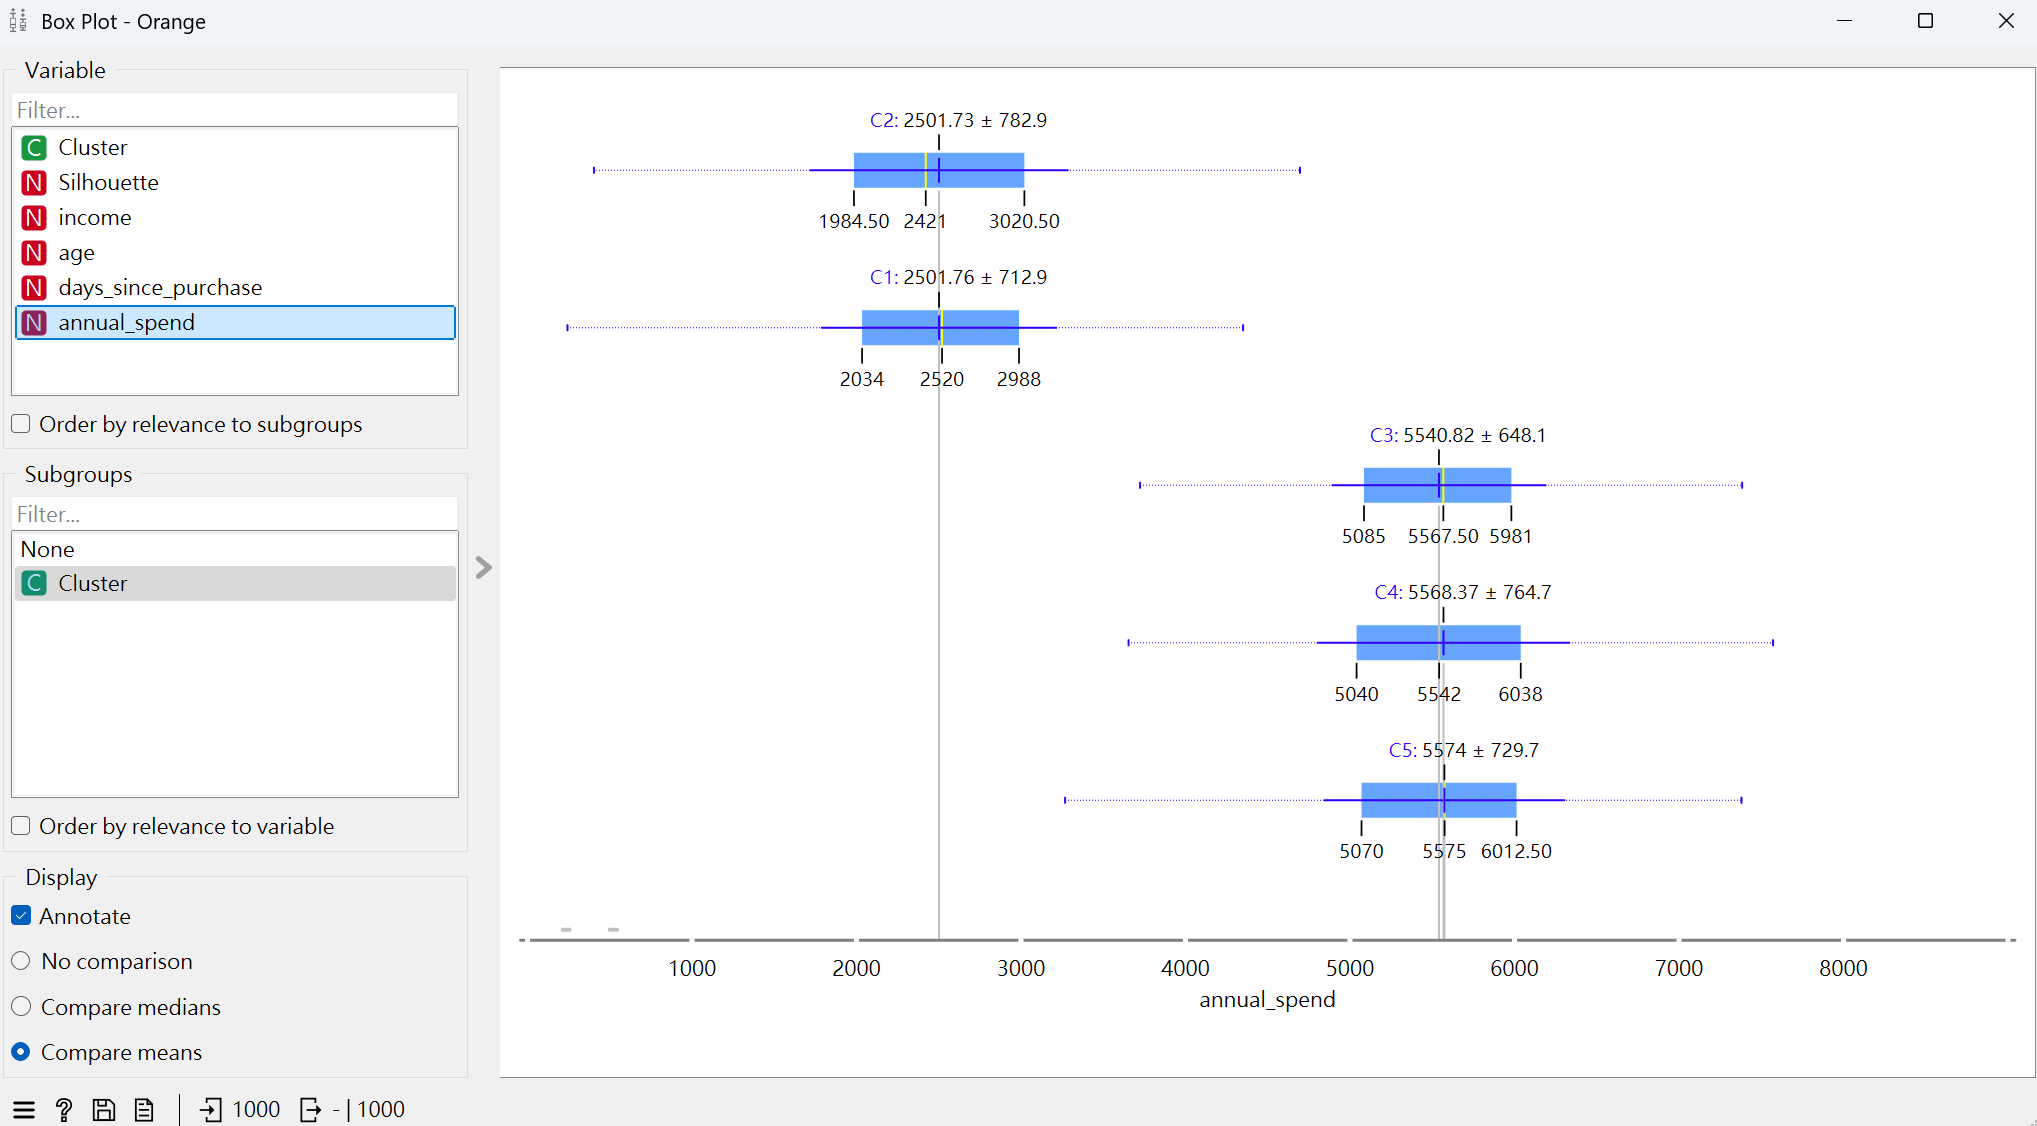 Box Plot - Orange
Variable
Filter...
C Cluster
N Silhouette
N income
N age
N days_since_purchase
N annual_spend
Order by relevance to subgroups
Subgroups
Filter...
None
C Cluster
Order by relevance to variable
Display
Annotate
No comparison
Compare medians
Compare means
1000 - | 1000
C2: 2501.73 ± 782.9
1984.50 2421 3020.50
C1: 2501.76 ± 712.9
2034 2520 2988
C3: 5540.82 ± 648.1
5085 5567.50 5981
C4: 5568.37 ± 764.7
5040 5542 6038
C5: 5574 ± 729.7
5070 5575 6012.50
1000 2000 3000 4000 5000 6000 7000 8000
annual_spend